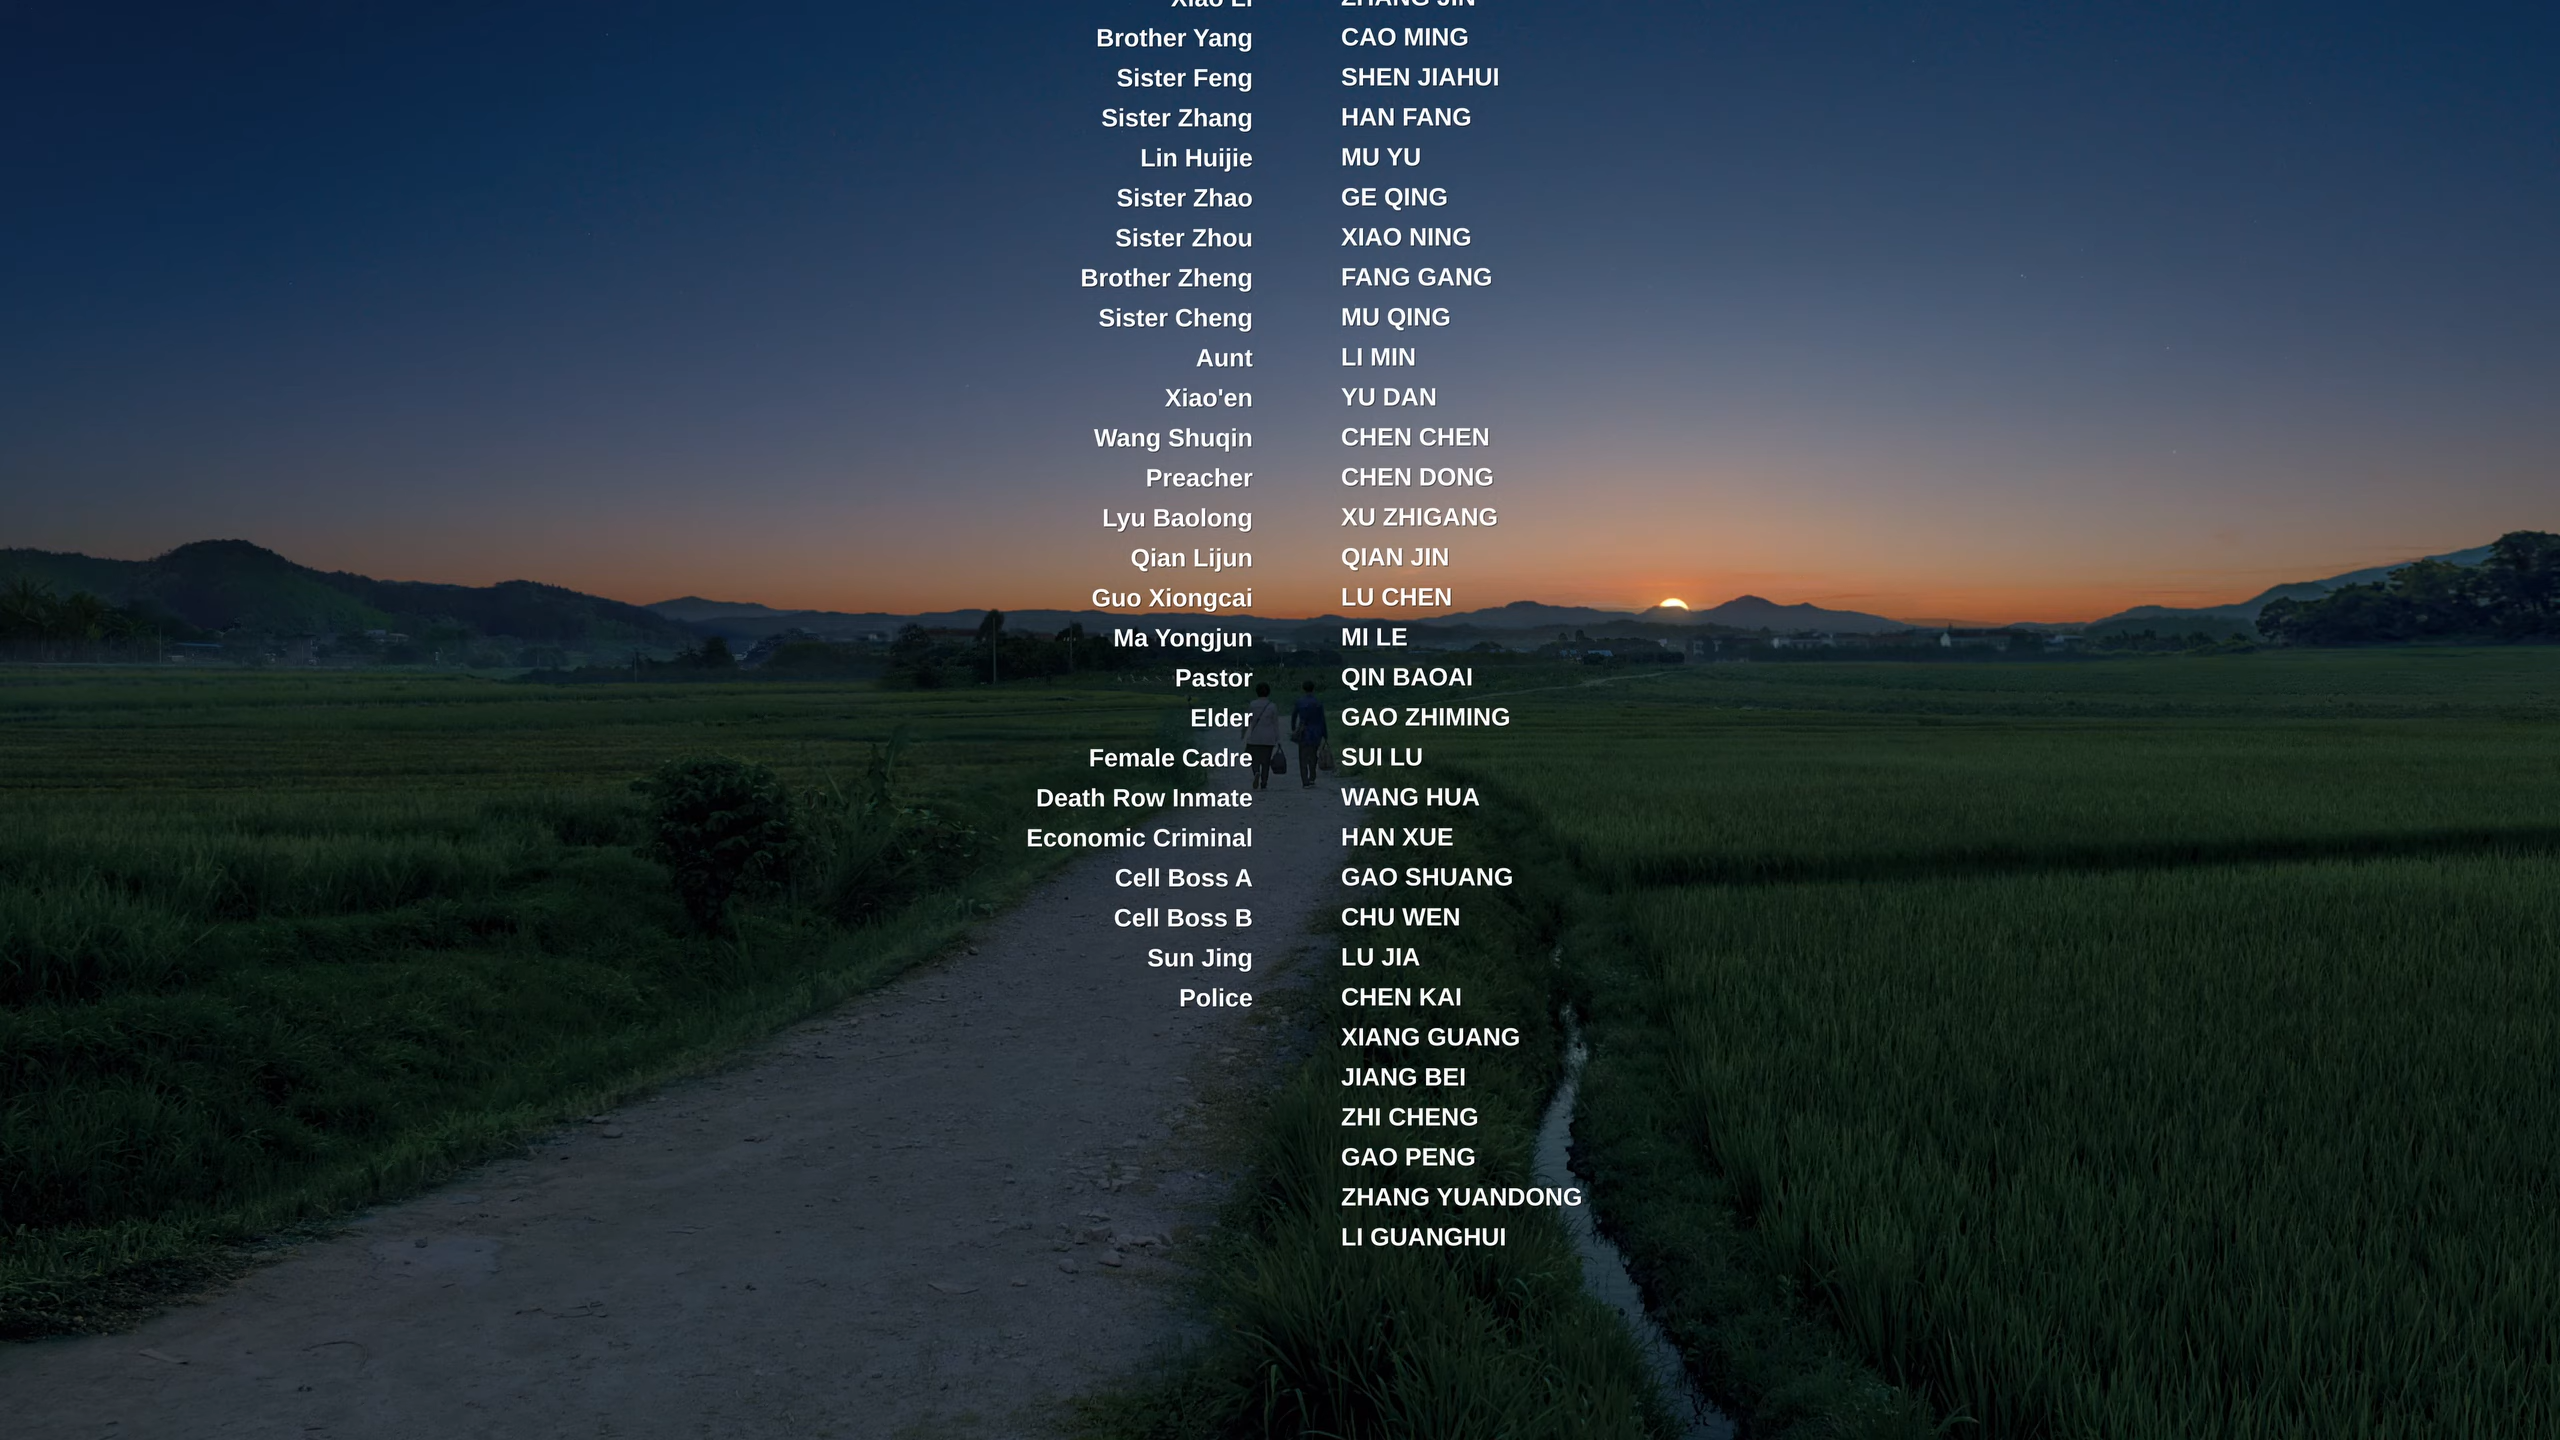 Xiao Li ZHANG JIN
Brother Yang CAO MING
Sister Feng SHEN JIAHUI
Sister Zhang HAN FANG
Lin Huijie MU YU
Sister Zhao GE QING
Sister Zhou XIAO NING
Brother Zheng FANG GANG
Sister Cheng MU QING
Aunt LI MIN
Xiao'en YU DAN
Wang Shuqin CHEN CHEN
Preacher CHEN DONG
Lyu Baolong XU ZHIGANG
Qian Lijun QIAN JIN
Guo Xiongcai LU CHEN
Ma Yongjun MI LE
Pastor QIN BAOAI
Elder GAO ZHIMING
Female Cadre SUI LU
Death Row Inmate WANG HUA
Economic Criminal HAN XUE
Cell Boss A GAO SHUANG
Cell Boss B CHU WEN
Sun Jing LU JIA
Police CHEN KAI
XIANG GUANG
JIANG BEI
ZHI CHENG
GAO PENG
ZHANG YUANDONG
LI GUANGHUI